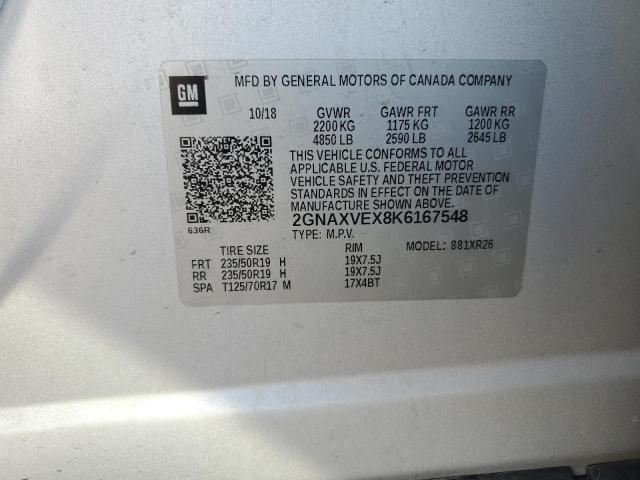 GM
MFD BY GENERAL MOTORS OF CANADA COMPANY
10/18 GVWR GAWR FRT GAWR RR
2200 KG 1175 KG 1200 KG
4850 LB 2590 LB 2645 LB
THIS VEHICLE CONFORMS TO ALL
APPLICABLE U.S. FEDERAL MOTOR
VEHICLE SAFETY AND THEFT PREVENTION
STANDARDS IN EFFECT ON THE DATE OF
MANUFACTURE SHOWN ABOVE.
2GNAXVEX8K6167548
636R
TYPE: M.P.V.
TIRE SIZE RIM MODEL: 881XR26
FRT 235/50R19 H 19X7.5J
RR 235/50R19 H 19X7.5J
SPA T125/70R17 M 17X4BT